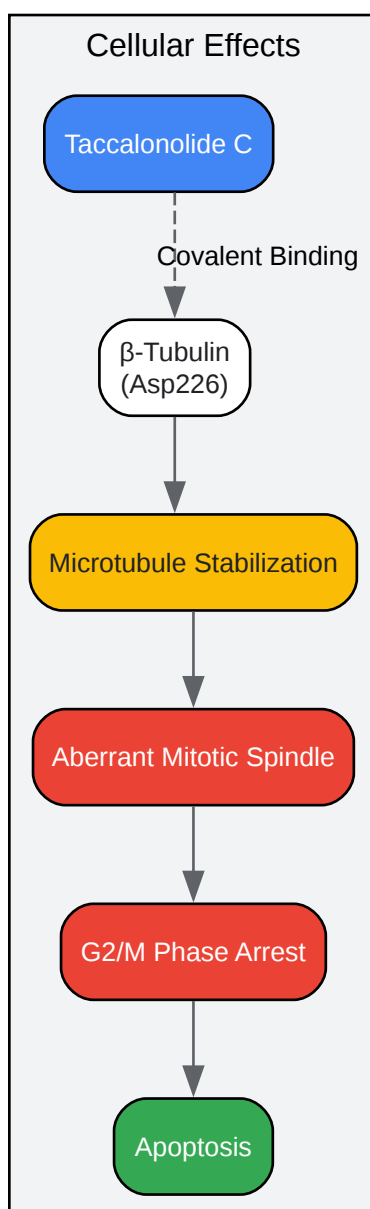 Cellular Effects
Taccalonolide C
Covalent Binding
β-Tubulin
(Asp226)
Microtubule Stabilization
Aberrant Mitotic Spindle
G2/M Phase Arrest
Apoptosis